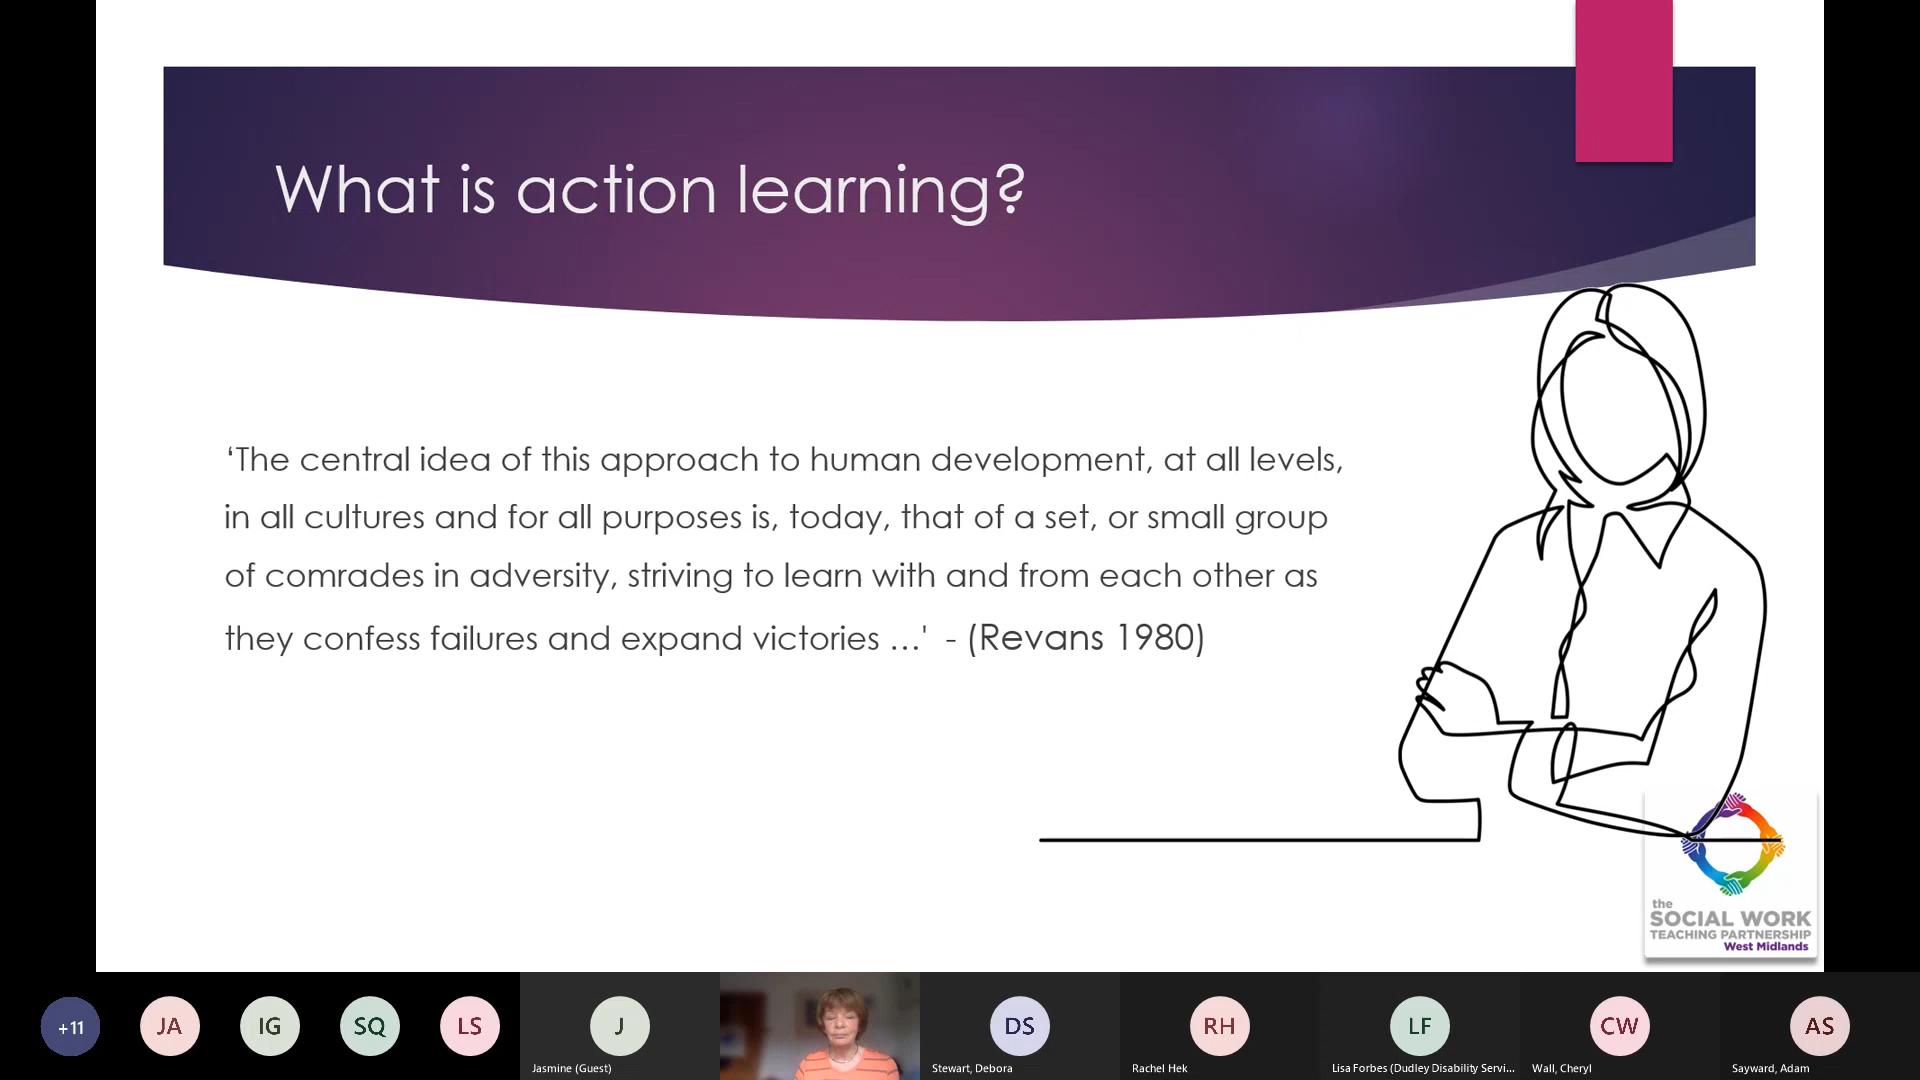 What is action learning?
‘The central idea of this approach to human development, at all levels,
in all cultures and for all purposes is, today, that of a set, or small group
of comrades in adversity, striving to learn with and from each other as
they confess failures and expand victories …' - (Revans 1980)
the
SOCIAL WORK
TEACHING PARTNERSHIP
West Midlands
+11
JA
IG
SQ
LS
J
DS
RH
LF
CW
AS
Jasmine (Guest)
Stewart, Debora
Rachel Hek
Lisa Forbes (Dudley Disability Servi...
Wall, Cheryl
Sayward, Adam